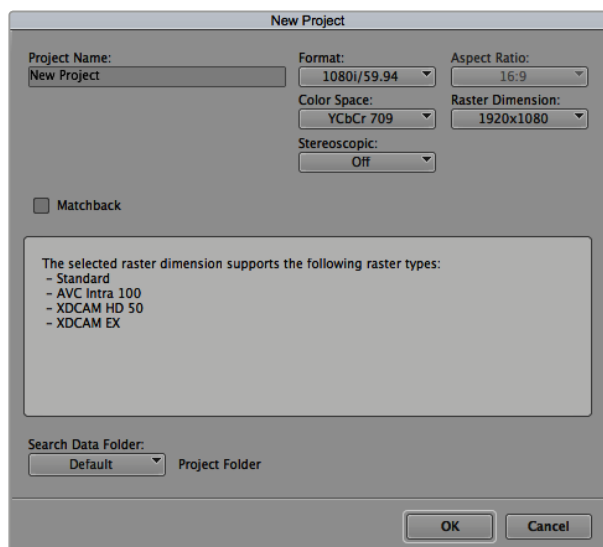 New Project
Project Name:
New Project
Format:
1080i/59.94
Aspect Ratio:
16:9
Color Space:
YCbCr 709
Raster Dimension:
1920x1080
Stereoscopic:
Off
Matchback
The selected raster dimension supports the following raster types:
- Standard
- AVC Intra 100
- XDCAM HD 50
- XDCAM EX
Search Data Folder:
Default
Project Folder
OK
Cancel